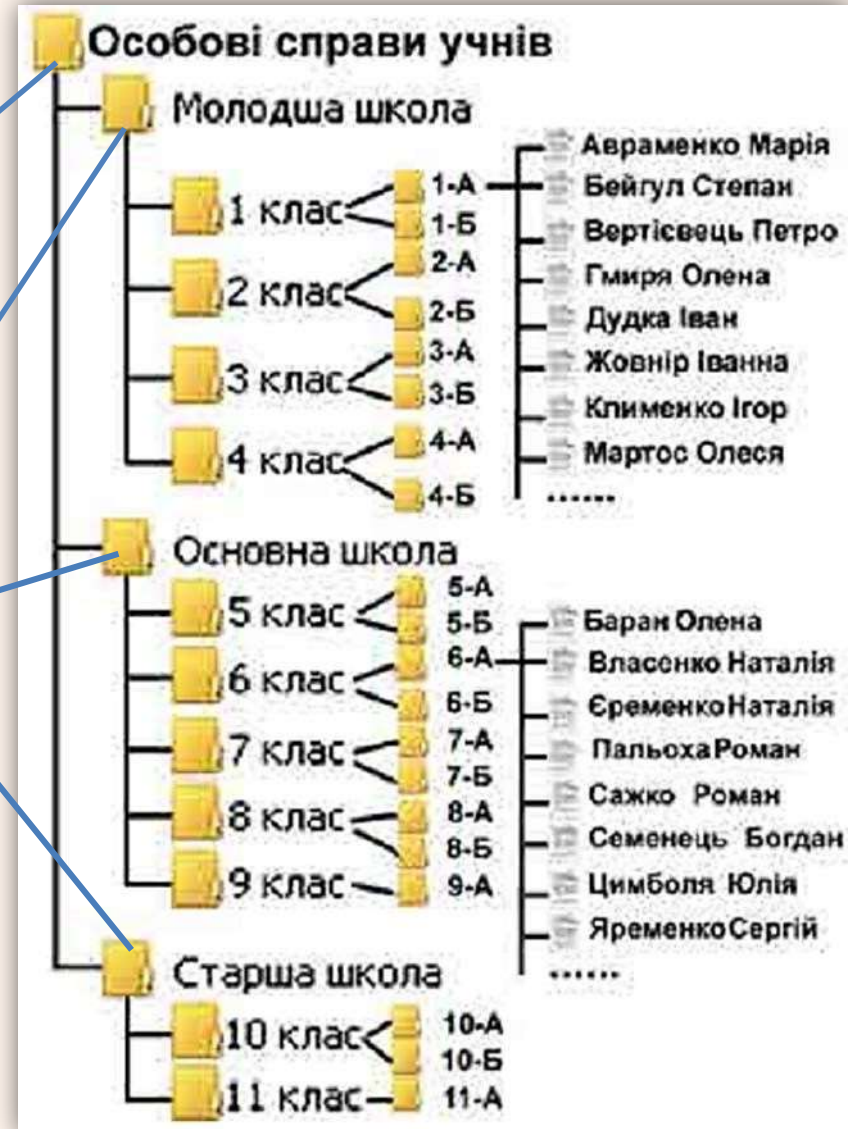 Особові справи учнів
Молодша школа
1 клас
1-А
1-Б
2 клас
2-А
2-Б
3 клас
3-А
3-Б
4 клас
4-А
4-Б
Авраменко Марія
Бейгул Степан
Вертієвець Петро
Гмиря Олена
Дудка Іван
Жовнір Іванна
Клименко Ігор
Мартос Олеся
......
Основна школа
5 клас
5-А
5-Б
6 клас
6-А
6-Б
7 клас
7-А
7-Б
8 клас
8-А
8-Б
9 клас
9-А
Баран Олена
Власенко Наталія
Єременко Наталія
Пальоха Роман
Сажко Роман
Семенець Богдан
Цимболя Юлія
Яременко Сергій
......
Старша школа
10 клас
10-А
10-Б
11 клас
11-А